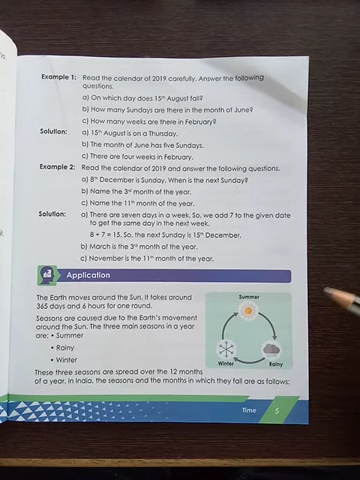 Example 1: Read the calendar of 2019 carefully. Answer the following
questions.
a) On which day does 15th August fall?
b) How many Sundays are there in the month of June?
c) How many weeks are there in February?
Solution: a) 15th August is on a Thursday.
b) The month of June has five Sundays.
c) There are four weeks in February.
Example 2: Read the calendar of 2019 and answer the following questions.
a) 8th December is Sunday. When is the next Sunday?
b) Name the 3rd month of the year.
c) Name the 11th month of the year.
Solution: a) There are seven days in a week. So, we add 7 to the given date
to get the same day in the next week.
8 + 7 = 15. So, the next Sunday is 15th December.
b) March is the 3rd month of the year.
c) November is the 11th month of the year.
Application
The Earth moves around the Sun. It takes around
365 days and 6 hours for one round.
Seasons are caused due to the Earth's movement
around the Sun. The three main seasons in a year
are: • Summer
• Rainy
• Winter
Summer
Winter
Rainy
These three seasons are spread over the 12 months
of a year. In India, the seasons and the months in which they fall are as follows:
Time 5